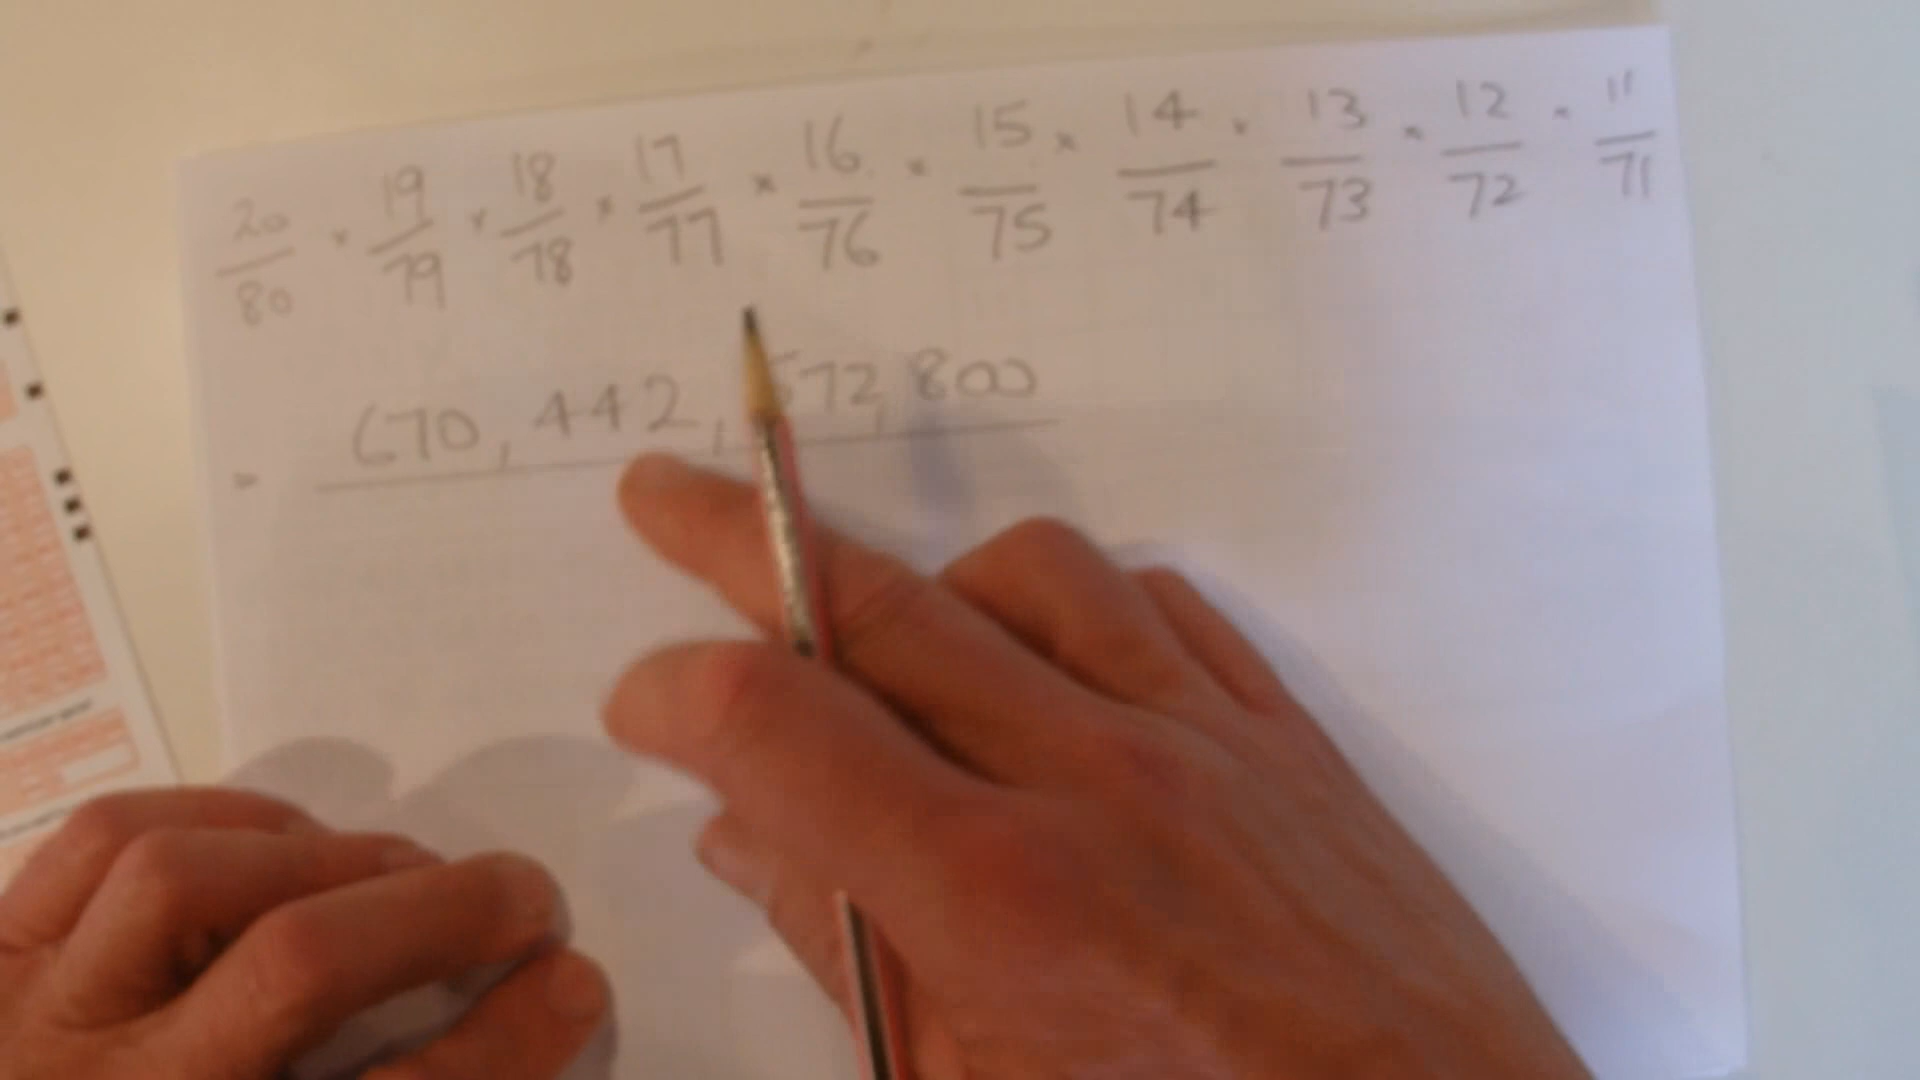 20/80 × 19/79 × 18/78 × 17/77 × 16/76 × 15/75 × 14/74 × 13/73 × 12/72 × 11/71
= 670,442,572,800